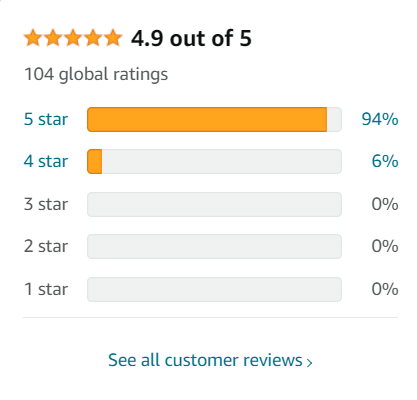 4.9 out of 5
104 global ratings
5 star 94%
4 star 6%
3 star 0%
2 star 0%
1 star 0%
See all customer reviews ›